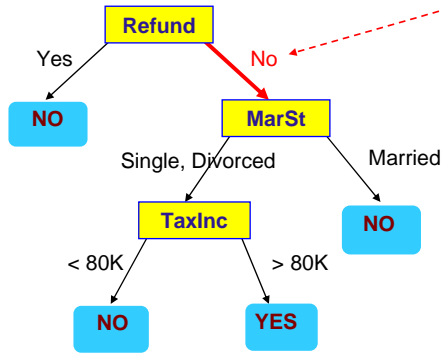 Refund
Yes
No
NO
MarSt
Single, Divorced
Married
TaxInc
NO
< 80K
> 80K
NO
YES